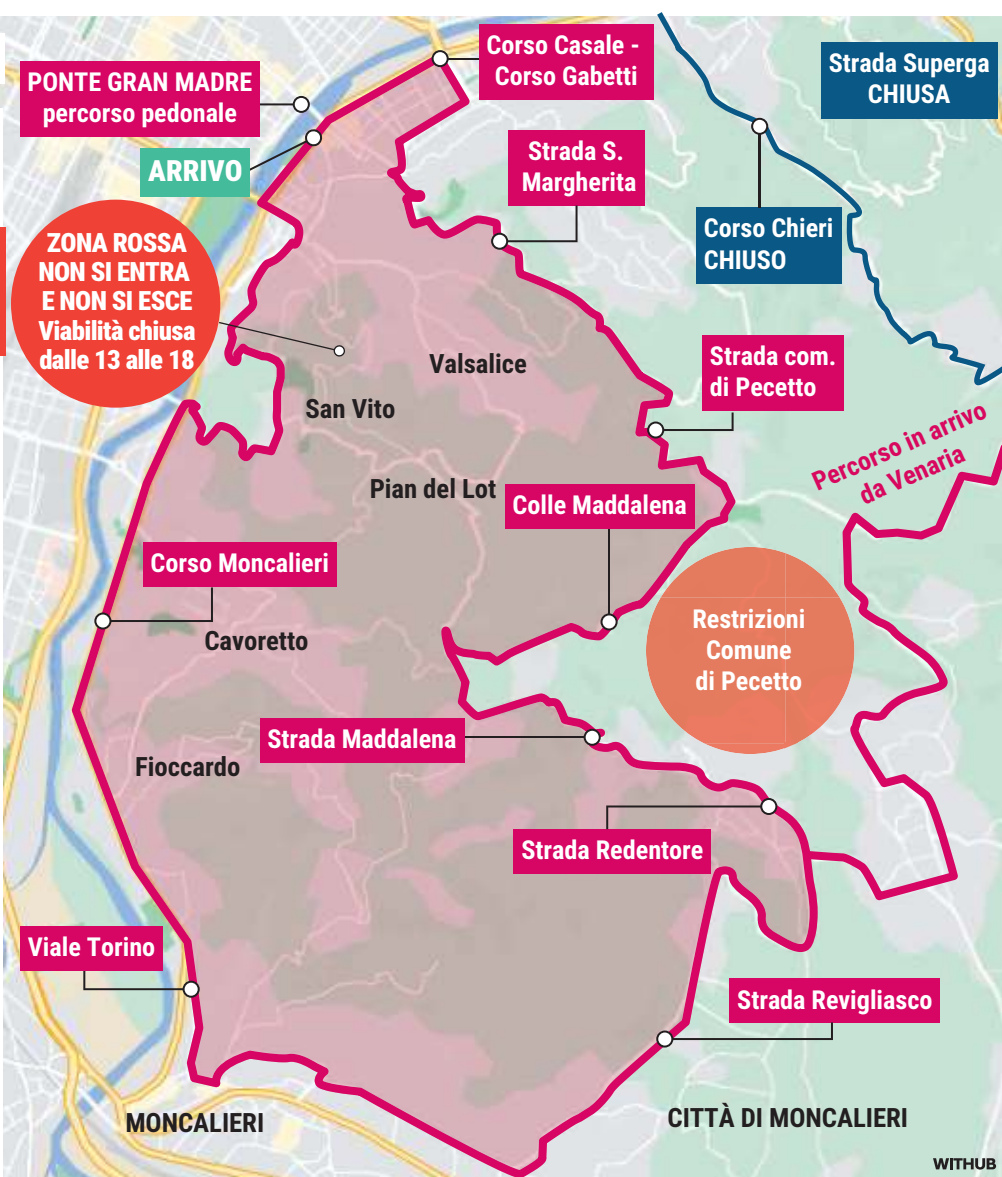 Corso Casale -
Corso Gabetti
Strada Superga
CHIUSA
PONTE GRAN MADRE
percorso pedonale
ARRIVO
Strada S.
Margherita
Corso Chieri
CHIUSO
ZONA ROSSA
NON SI ENTRA
E NON SI ESCE
Viabilità chiusa
dalle 13 alle 18
Valsalice
Strada com.
di Pecetto
San Vito
Percorso in arrivo
da Venaria
Pian del Lot
Colle Maddalena
Corso Moncalieri
Cavoretto
Restrizioni
Comune
di Pecetto
Strada Maddalena
Fioccardo
Strada Redentore
Viale Torino
Strada Revigliasco
MONCALIERI
CITTÀ DI MONCALIERI
WITHUB